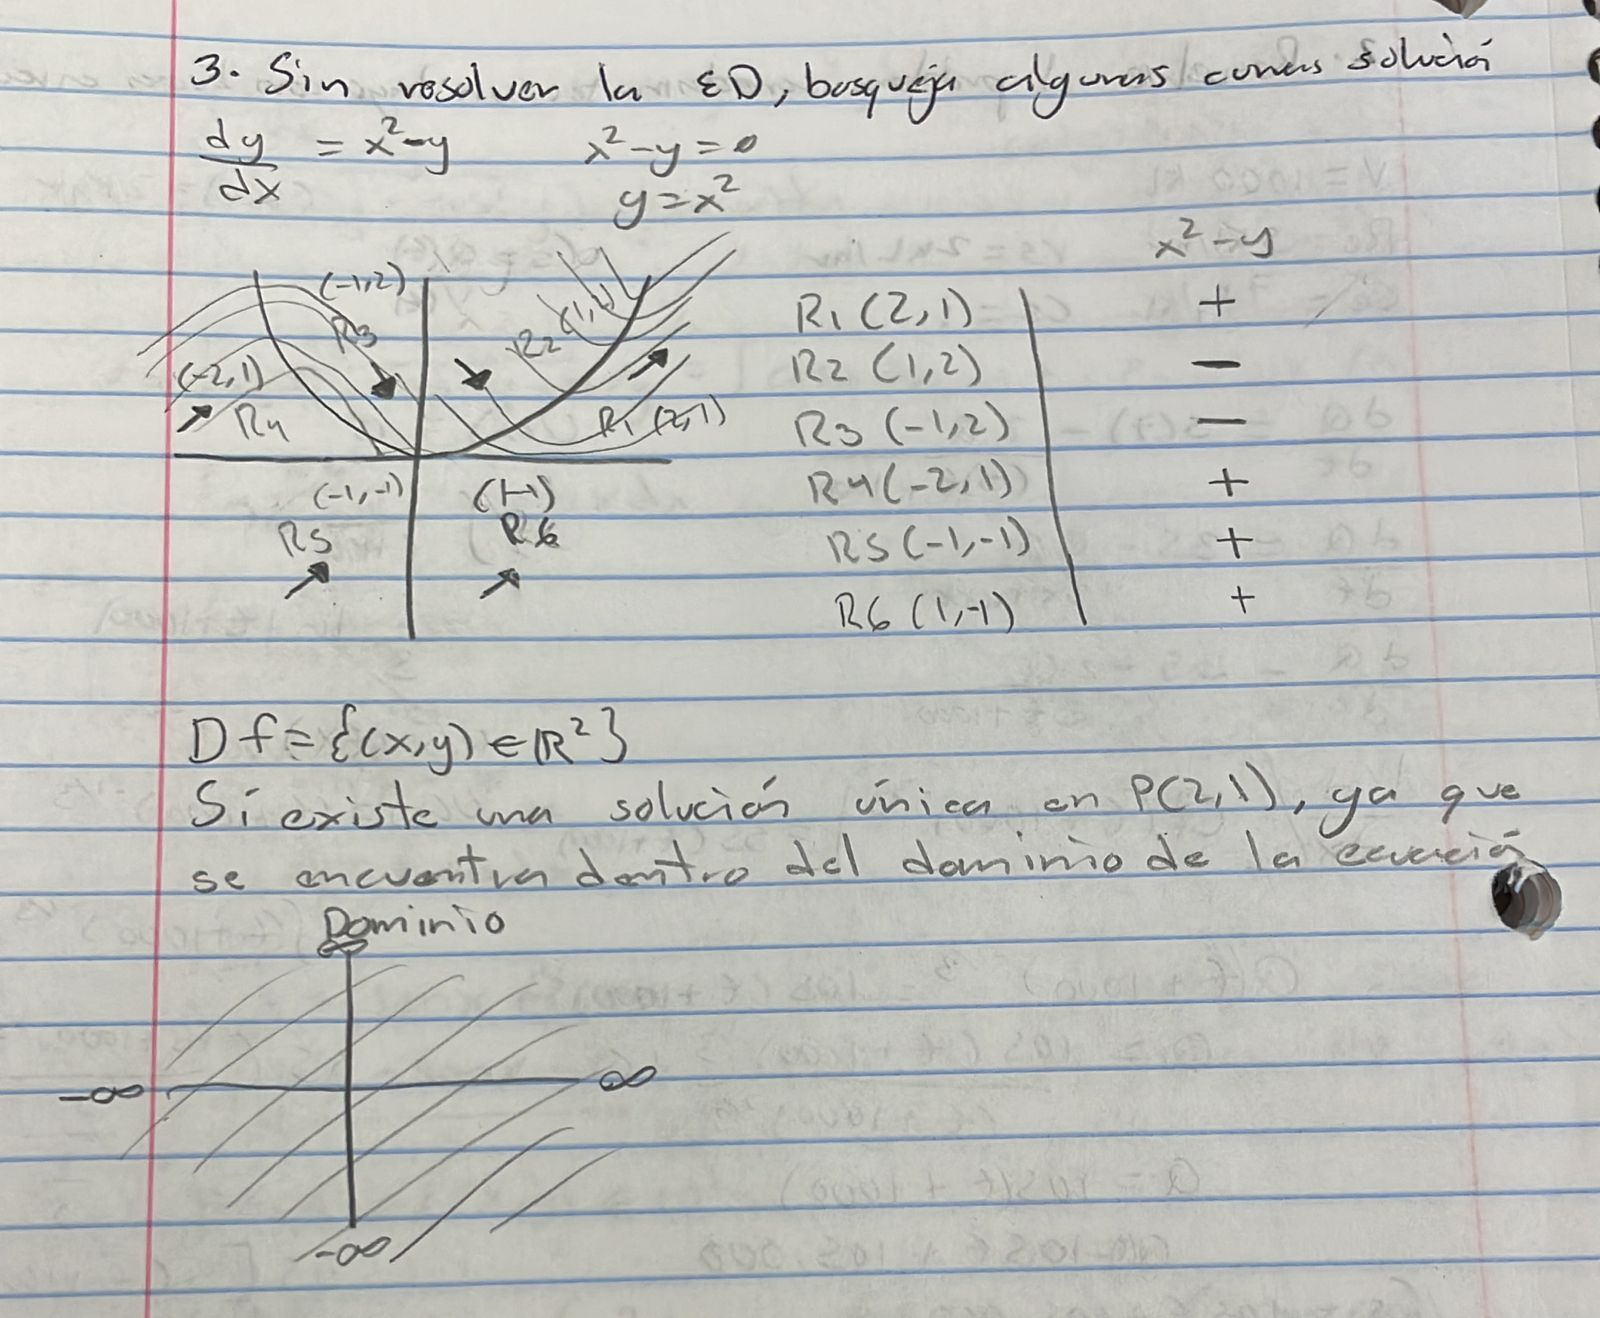 3. Sin resolver la ED, bosqueja algunas curvas solución
dy/dx = x²-y    x²-y=0
y=x²
x²-y
(-1,2) R3 R2 (1,2)
(-2,1) R4 R1 (2,1)
(-1,-1) (1-1)
R5 R6
R1 (2,1) +
R2 (1,2) −
R3 (-1,2) −
R4 (-2,1) +
R5 (-1,-1) +
R6 (1,-1) +
Df={(x,y)∈ℝ²}
Sí existe una solución única en P(2,1), ya que
se encuentra dentro del dominio de la ecuación
Dominio
∞
-∞ ∞
-∞